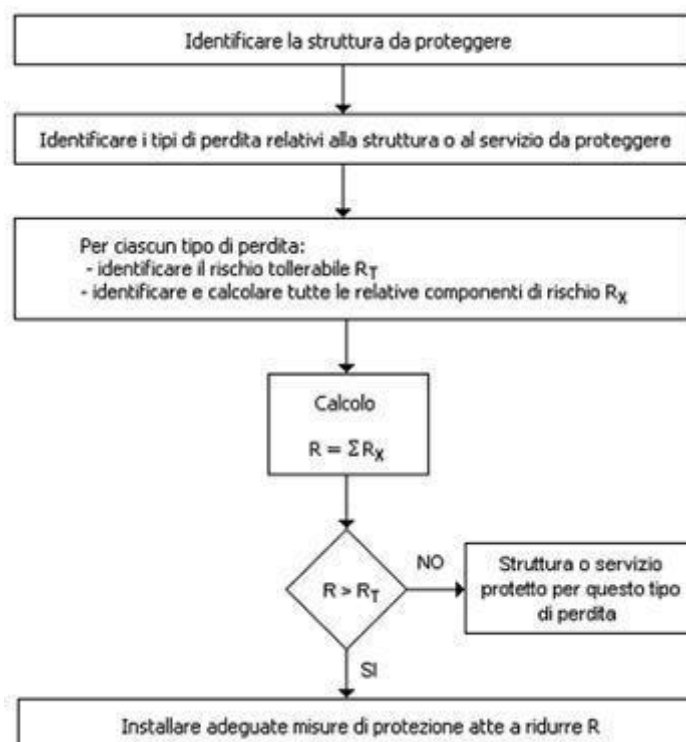 Identificare la struttura da proteggere
Identificare i tipi di perdita relativi alla struttura o al servizio da proteggere
Per ciascun tipo di perdita:
- identificare il rischio tollerabile RT
- identificare e calcolare tutte le relative componenti di rischio RX
Calcolo
R = ΣRX
R > RT
NO
Struttura o servizio
protetto per questo tipo
di perdita
SI
Installare adeguate misure di protezione atte a ridurre R